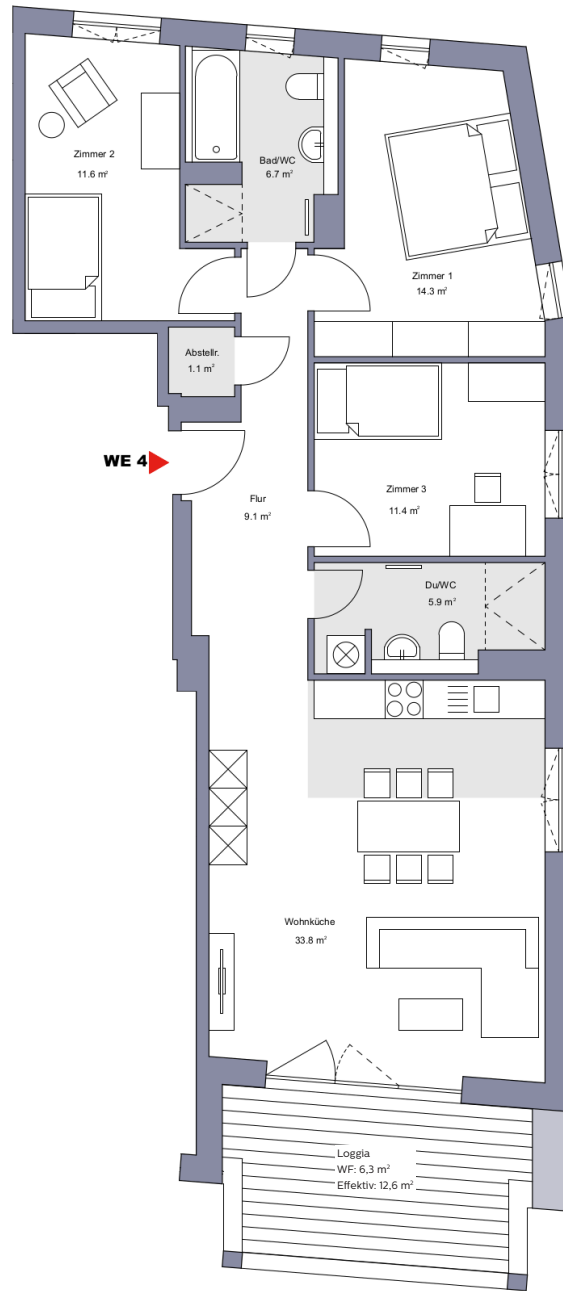 Zimmer 2
11.6 m²
Bad/WC
6.7 m²
Zimmer 1
14.3 m²
Abstellr.
1.1 m²
WE 4
Flur
9.1 m²
Zimmer 3
11.4 m²
Du/WC
5.9 m²
Wohnküche
33.8 m²
Loggia
WF: 6,3 m²
Effektiv: 12,6 m²